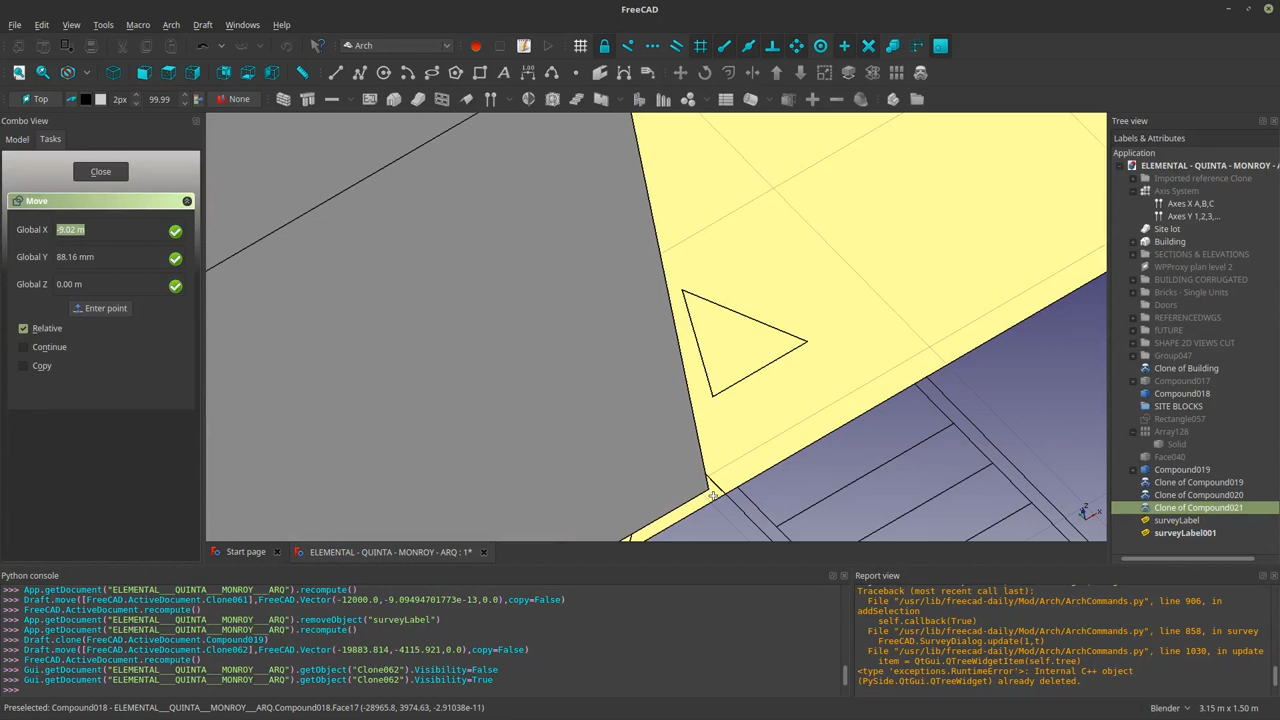 FreeCAD
File Edit View Tools Macro Arch Draft Windows Help
Arch
Top 2px 99.99 None
Combo View
Model Tasks
Close
Move
Global X -9.02 m
Global Y 88.16 mm
Global Z 0.00 m
Enter point
Relative
Continue
Copy
Tree view
Labels & Attributes
Application
ELEMENTAL - QUINTA - MONROY - A
Imported reference Clone
Axis System
Axes X A,B,C
Axes Y 1,2,3,...
Site lot
Building
SECTIONS & ELEVATIONS
WPProxy plan level 2
BUILDING CORRUGATED
Bricks - Single Units
Doors
REFERENCEDWGS
fUTURE
SHAPE 2D VIEWS CUT
Group047
Clone of Building
Compound017
Compound018
SITE BLOCKS
Rectangle057
Array128
Solid
Face040
Compound019
Clone of Compound019
Clone of Compound020
Clone of Compound021
surveyLabel
surveyLabel001
Start page ELEMENTAL - QUINTA - MONROY - ARQ : 1*
Python console
>>> App.getDocument("ELEMENTAL___QUINTA___MONROY___ARQ").recompute()
>>> Draft.move([FreeCAD.ActiveDocument.Clone061],FreeCAD.Vector(-12000.0,-9.09494701773e-13,0.0),copy=False)
>>> FreeCAD.ActiveDocument.recompute()
>>> App.getDocument("ELEMENTAL___QUINTA___MONROY___ARQ").removeObject("surveyLabel")
>>> App.getDocument("ELEMENTAL___QUINTA___MONROY___ARQ").recompute()
>>> Draft.clone(FreeCAD.ActiveDocument.Compound019)
>>> Draft.move([FreeCAD.ActiveDocument.Clone062],FreeCAD.Vector(-19883.814,-4115.921,0.0),copy=False)
>>> FreeCAD.ActiveDocument.recompute()
>>> Gui.getDocument("ELEMENTAL___QUINTA___MONROY___ARQ").getObject("Clone062").Visibility=False
>>> Gui.getDocument("ELEMENTAL___QUINTA___MONROY___ARQ").getObject("Clone062").Visibility=True
>>>
Report view
Traceback (most recent call last):
File "/usr/lib/freecad-daily/Mod/Arch/ArchCommands.py", line 906, in
addSelection
self.callback(True)
File "/usr/lib/freecad-daily/Mod/Arch/ArchCommands.py", line 858, in survey
FreeCAD.SurveyDialog.update(1,t)
File "/usr/lib/freecad-daily/Mod/Arch/ArchCommands.py", line 1030, in update
item = QtGui.QTreeWidgetItem(self.tree)
<type 'exceptions.RuntimeError'>: Internal C++ object
(PySide.QtGui.QTreeWidget) already deleted.
Preselected: Compound018 - ELEMENTAL___QUINTA___MONROY___ARQ.Compound018.Face17 (-28965.8, 3974.63, -2.91038e-11)
Blender 3.15 m x 1.50 m